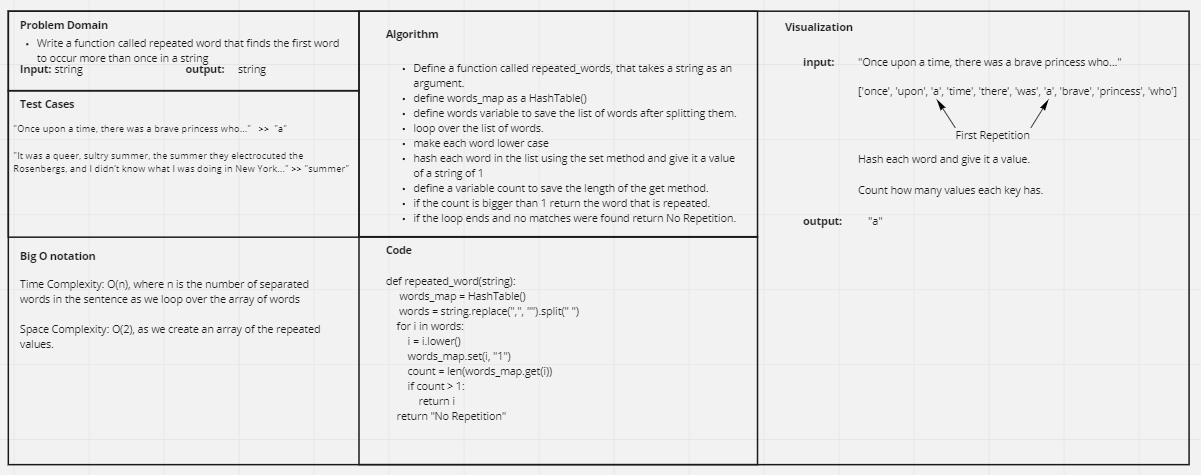 Problem Domain
• Write a function called repeated word that finds the first word
to occur more than once in a string
Input: string output: string
Test Cases
"Once upon a time, there was a brave princess who..." >> "a"
"It was a queer, sultry summer, the summer they electrocuted the
Rosenbergs, and I didn't know what I was doing in New York..." >> "summer"
Big O notation
Time Complexity: O(n), where n is the number of separated
words in the sentence as we loop over the array of words
Space Complexity: O(2), as we create an array of the repeated
values.
Algorithm
• Define a function called repeated_words, that takes a string as an
argument.
• define words_map as a HashTable()
• define words variable to save the list of words after splitting them.
• loop over the list of words.
• make each word lower case
• hash each word in the list using the set method and give it a value
of a string of 1
• define a variable count to save the length of the get method.
• if the count is bigger than 1 return the word that is repeated.
• if the loop ends and no matches were found return No Repetition.
Code
def repeated_word(string):
words_map = HashTable()
words = string.replace(",", "").split(" ")
for i in words:
i = i.lower()
words_map.set(i, "1")
count = len(words_map.get(i))
if count > 1:
return i
return "No Repetition"
Visualization
input: "Once upon a time, there was a brave princess who..."
['once', 'upon', 'a', 'time', 'there', 'was', 'a', 'brave', 'princess', 'who']
First Repetition
Hash each word and give it a value.
Count how many values each key has.
output: "a"